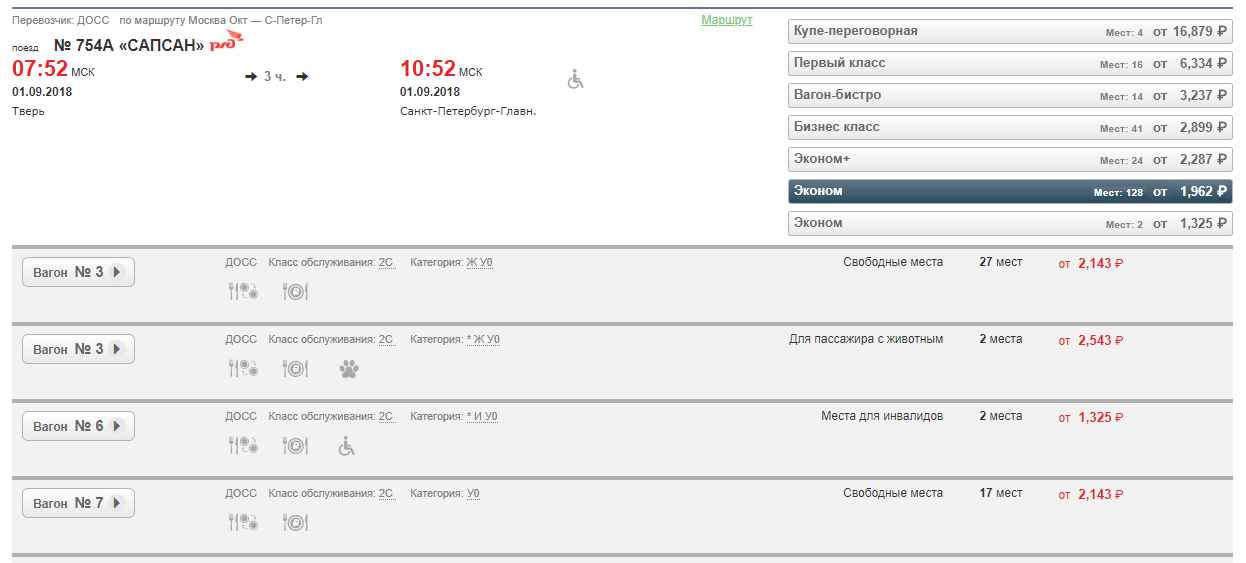 Перевозчик: ДОСС по маршруту Москва Окт — С-Петер-Гл
Маршрут
поезд № 754А «САПСАН» ржд
07:52 МСК
3 ч.
10:52 МСК
01.09.2018
01.09.2018
Тверь
Санкт-Петербург-Главн.
Купе-переговорная Мест: 4 от 16,879 ₽
Первый класс Мест: 16 от 6,334 ₽
Вагон-бистро Мест: 14 от 3,237 ₽
Бизнес класс Мест: 41 от 2,899 ₽
Эконом+ Мест: 24 от 2,287 ₽
Эконом Мест: 128 от 1,962 ₽
Эконом Мест: 2 от 1,325 ₽
Вагон № 3 ДОСС Класс обслуживания: 2С Категория: Ж У0 Свободные места 27 мест от 2,143 ₽
Вагон № 3 ДОСС Класс обслуживания: 2С Категория: * Ж У0 Для пассажира с животным 2 места от 2,543 ₽
Вагон № 6 ДОСС Класс обслуживания: 2С Категория: * И У0 Места для инвалидов 2 места от 1,325 ₽
Вагон № 7 ДОСС Класс обслуживания: 2С Категория: У0 Свободные места 17 мест от 2,143 ₽